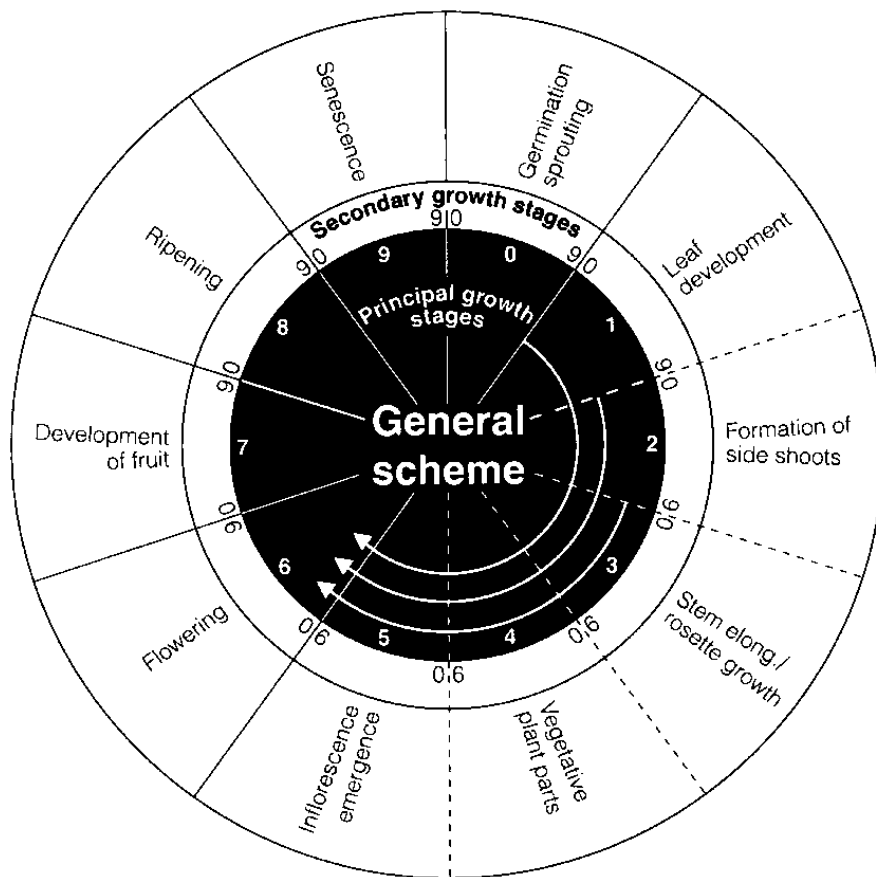 Senescence
Germination
sprouting
Leaf
development
Formation of
side shoots
Stem elong./
rosette growth
Vegetative
plant parts
Inflorescence
emergence
Flowering
Development
of fruit
Ripening
Secondary growth stages
9 0
9 0
9 0
9 0
9 0
9 0
9 0
9 0
9 0
9 0
0
1
2
3
4
5
6
7
8
9
Principal growth
stages
General
scheme